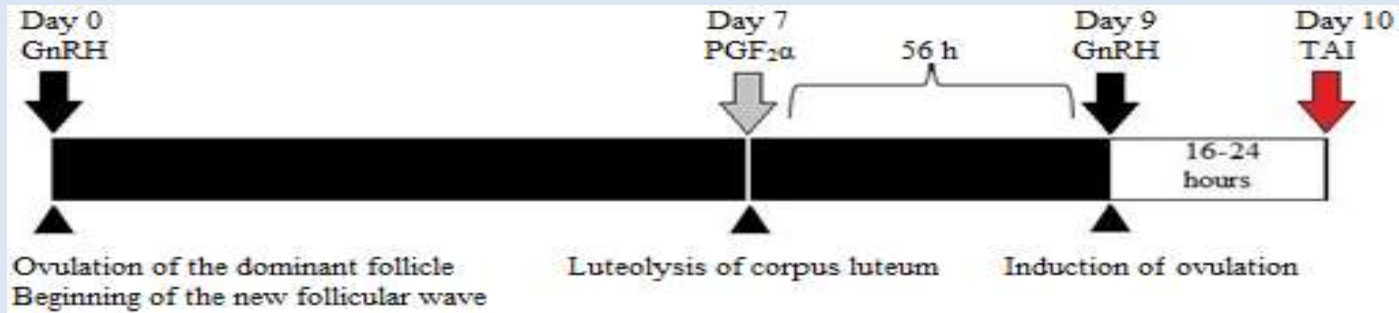 Day 0
GnRH
Day 7
PGF₂α
56 h
Day 9
GnRH
Day 10
TAI
16-24
hours
Ovulation of the dominant follicle
Beginning of the new follicular wave
Luteolysis of corpus luteum
Induction of ovulation